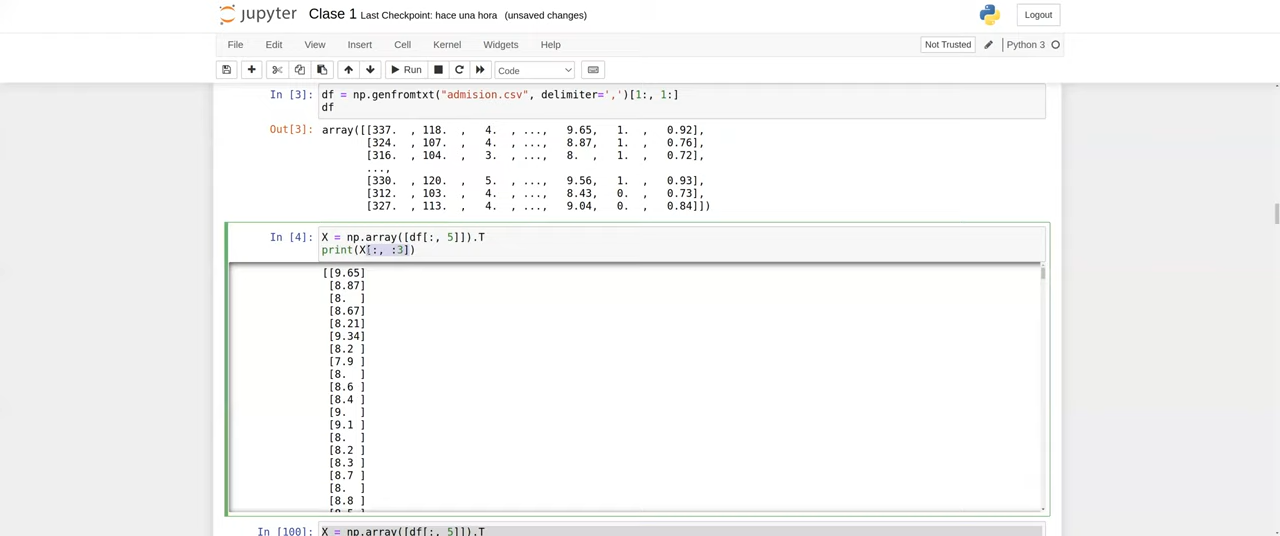 jupyter Clase 1 Last Checkpoint: hace una hora (unsaved changes) Logout
File Edit View Insert Cell Kernel Widgets Help Not Trusted Python 3
Run Code
In [3]: df = np.genfromtxt("admision.csv", delimiter=',')[1:, 1:]
df
Out[3]: array([[337. , 118. , 4. , ..., 9.65, 1. , 0.92],
[324. , 107. , 4. , ..., 8.87, 1. , 0.76],
[316. , 104. , 3. , ..., 8. , 1. , 0.72],
...,
[330. , 120. , 5. , ..., 9.56, 1. , 0.93],
[312. , 103. , 4. , ..., 8.43, 0. , 0.73],
[327. , 113. , 4. , ..., 9.04, 0. , 0.84]])
In [4]: X = np.array([df[:, 5]]).T
print(X[:, :3])
[[9.65]
[8.87]
[8. ]
[8.67]
[8.21]
[9.34]
[8.2 ]
[7.9 ]
[8. ]
[8.6 ]
[8.4 ]
[9. ]
[9.1 ]
[8. ]
[8.2 ]
[8.3 ]
[8.7 ]
[8. ]
[8.8 ]
In [100]: X = np.array([df[:, 5]]).T